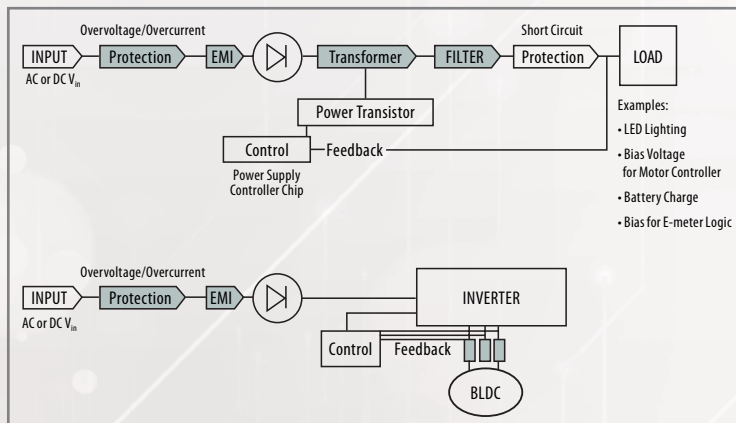 Overvoltage/Overcurrent
Short Circuit
INPUT
Protection
EMI
Transformer
FILTER
Protection
LOAD
AC or DC Vin
Power Transistor
Examples:
• LED Lighting
• Bias Voltage
for Motor Controller
• Battery Charge
• Bias for E-meter Logic
Control
Feedback
Power Supply
Controller Chip
Overvoltage/Overcurrent
INPUT
Protection
EMI
INVERTER
AC or DC Vin
Control
Feedback
BLDC